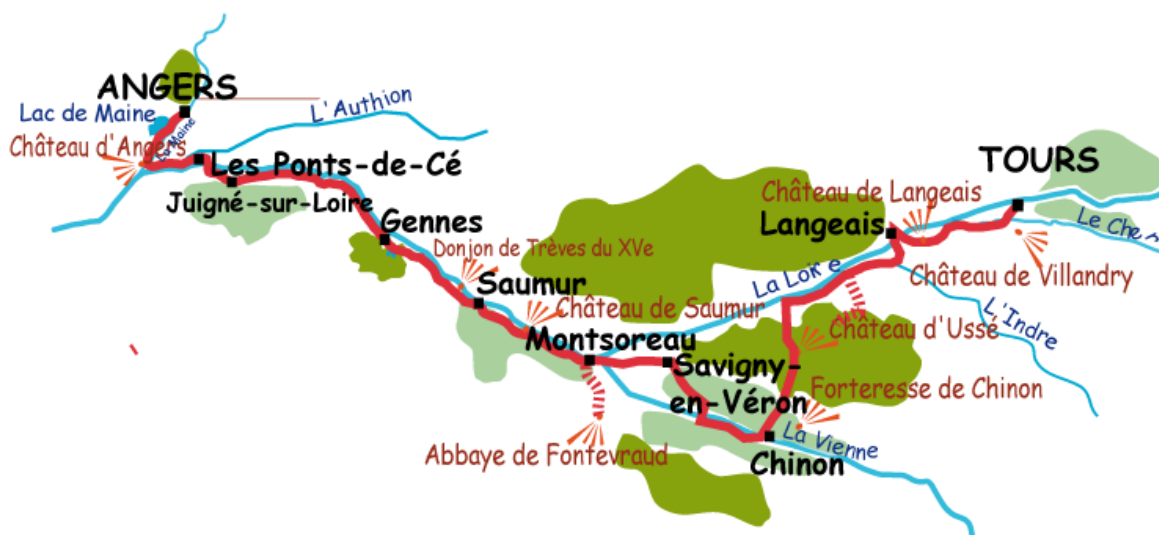 ANGERS
Lac de Maine
L'Authion
Château d'Angers
La Maine
Les Ponts-de-Cé
TOURS
Juigné-sur-Loire
Château de Langeais
Gennes
Langeais
Le Cher
Donjon de Trèves du XVe
Château de Villandry
La Loire
Saumur
Château de Saumur
L'Indre
Montsoreau
Château d'Ussé
Savigny-
en-Véron
Forteresse de Chinon
La Vienne
Abbaye de Fontevraud
Chinon